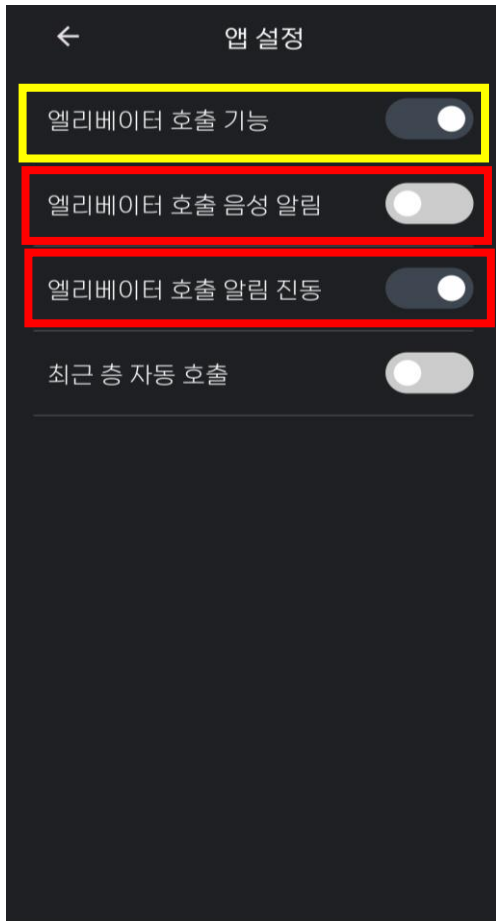 앱 설정
엘리베이터 호출 기능
엘리베이터 호출 음성 알림
엘리베이터 호출 알림 진동
최근 층 자동 호출